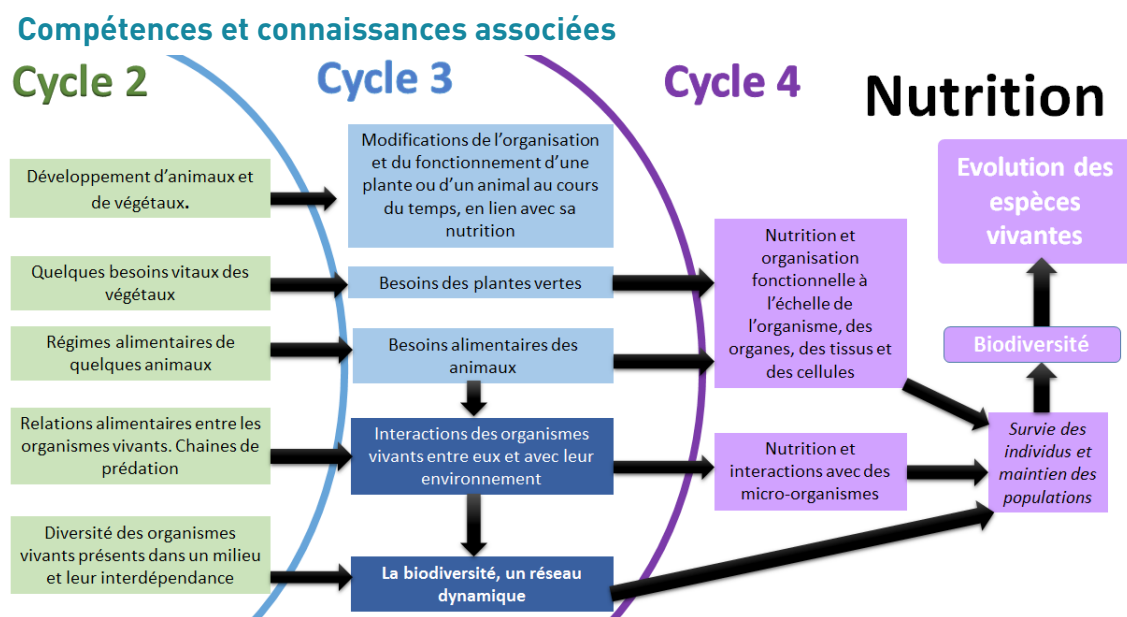 Compétences et connaissances associées
Cycle 2
Cycle 3
Cycle 4
Nutrition
Développement d'animaux et
de végétaux.
Quelques besoins vitaux des
végétaux
Régimes alimentaires de
quelques animaux
Relations alimentaires entre les
organismes vivants. Chaines de
prédation
Diversité des organismes
vivants présents dans un milieu
et leur interdépendance
Modifications de l'organisation
et du fonctionnement d'une
plante ou d'un animal au cours
du temps, en lien avec sa
nutrition
Besoins des plantes vertes
Besoins alimentaires des
animaux
Interactions des organismes
vivants entre eux et avec leur
environnement
La biodiversité, un réseau
dynamique
Nutrition et
organisation
fonctionnelle à
l'échelle de
l'organisme, des
organes, des tissus et
des cellules
Nutrition et
interactions avec des
micro-organismes
Evolution des
espèces
vivantes
Biodiversité
Survie des
individus et
maintien des
populations